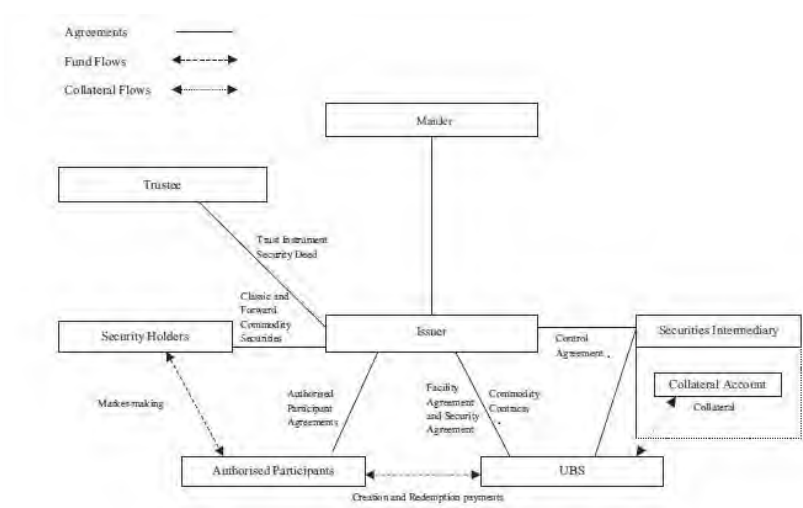 Agreements
Fund Flows
Collateral Flows
Trustee
Trust Instrument
Security Deed
Classic and
Forward
Commodity
Securities
Security Holders
Issuer
Control
Agreement
Securities Intermediary
Collateral Account
Collateral
Market-making
Authorised
Participant
Agreements
Facility
Agreement
and Security
Agreement
Commodity
Contracts
Authorised Participants
UBS
Creation and Redemption payments